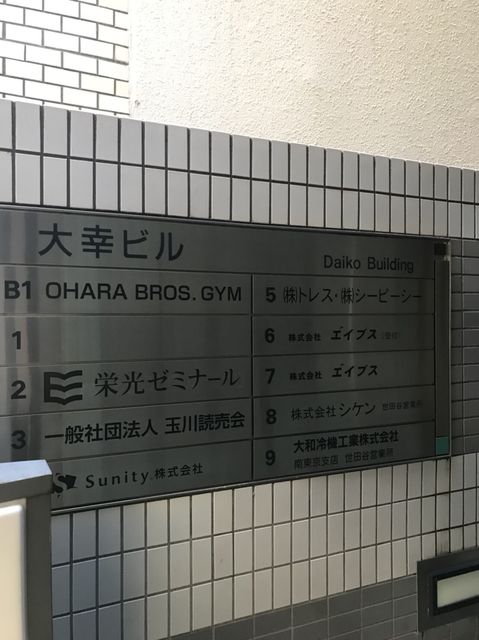 大幸ビル
Daiko Building
B1 OHARA BROS. GYM
1
2 栄光ゼミナール
3 一般社団法人 玉川読売会
Sunity 株式会社
5 ㈱トレス・㈱シービーシー
6 株式会社 エイブス (受付)
7 株式会社 エイブス
8 株式会社 シケン 世田谷営業所
9 大和冷機工業株式会社
南東京支店 世田谷営業所